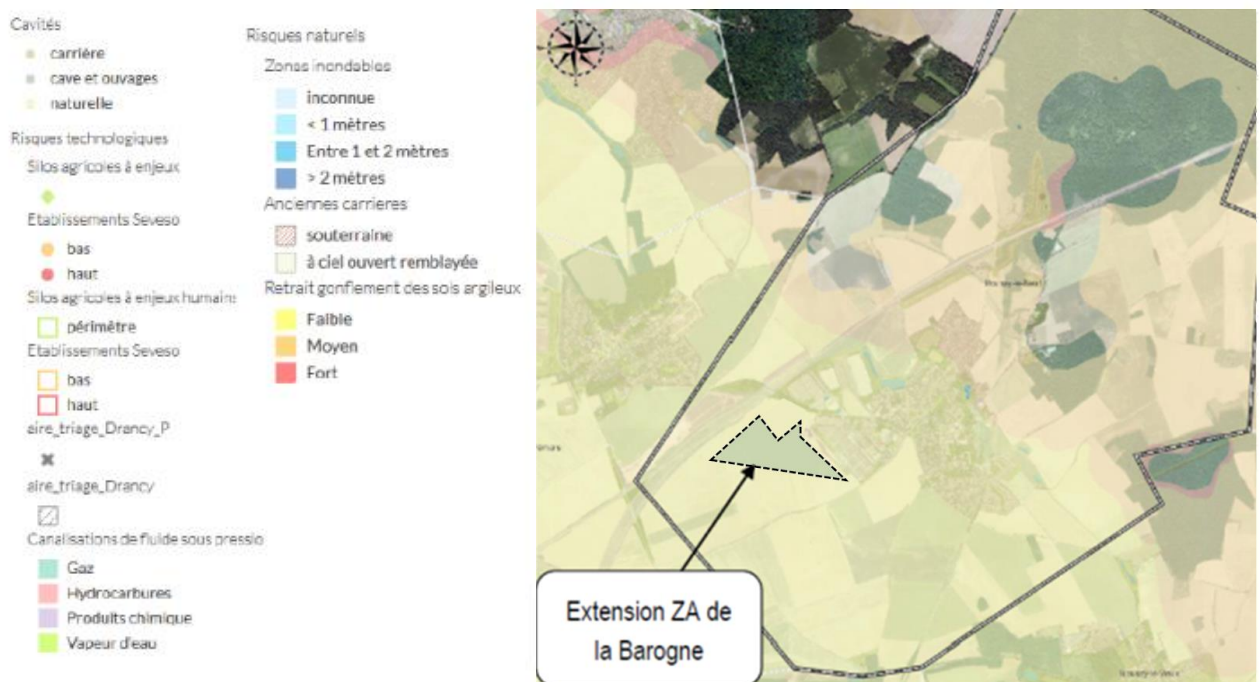 Cavités
carrière
cave et ouvrages
naturelle
Risques technologiques
Silos agricoles à enjeux
Etablissements Seveso
bas
haut
Silos agricoles à enjeux humains
périmètre
Etablissements Seveso
bas
haut
aire_triage_Drancy_P
aire_triage_Drancy
Canalisations de fluide sous pressio
Gaz
Hydrocarbures
Produits chimique
Vapeur d'eau
Risques naturels
Zones inondables
inconnue
< 1 mètres
Entre 1 et 2 mètres
> 2 mètres
Anciennes carrieres
souterraine
à ciel ouvert remblayée
Retrait gonflement des sols argileux
Faible
Moyen
Fort
Extension ZA de
la Barogne